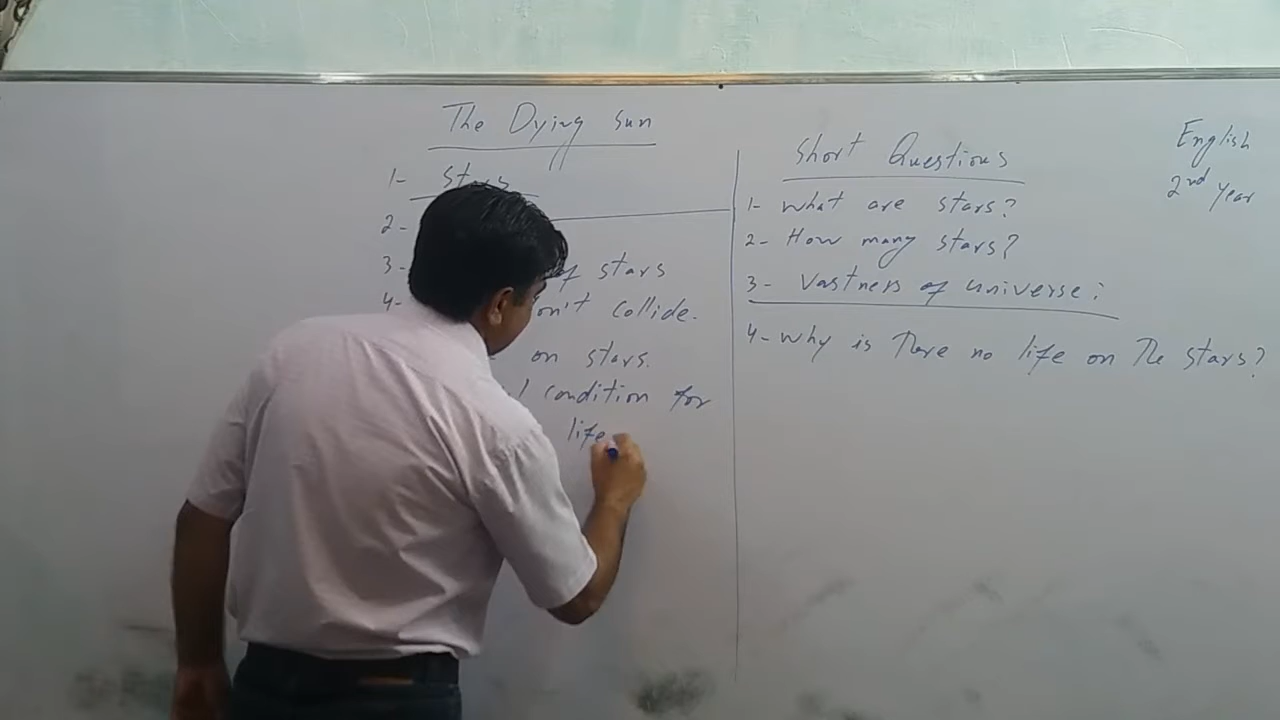 The Dying Sun
1- Stars
2-
3- of stars
4- on't collide.
on stars.
condition for
life
Short Questions
1- What are stars?
2- How many stars?
3- Vastness of universe:
4- Why is there no life on the stars?
English
2nd Year